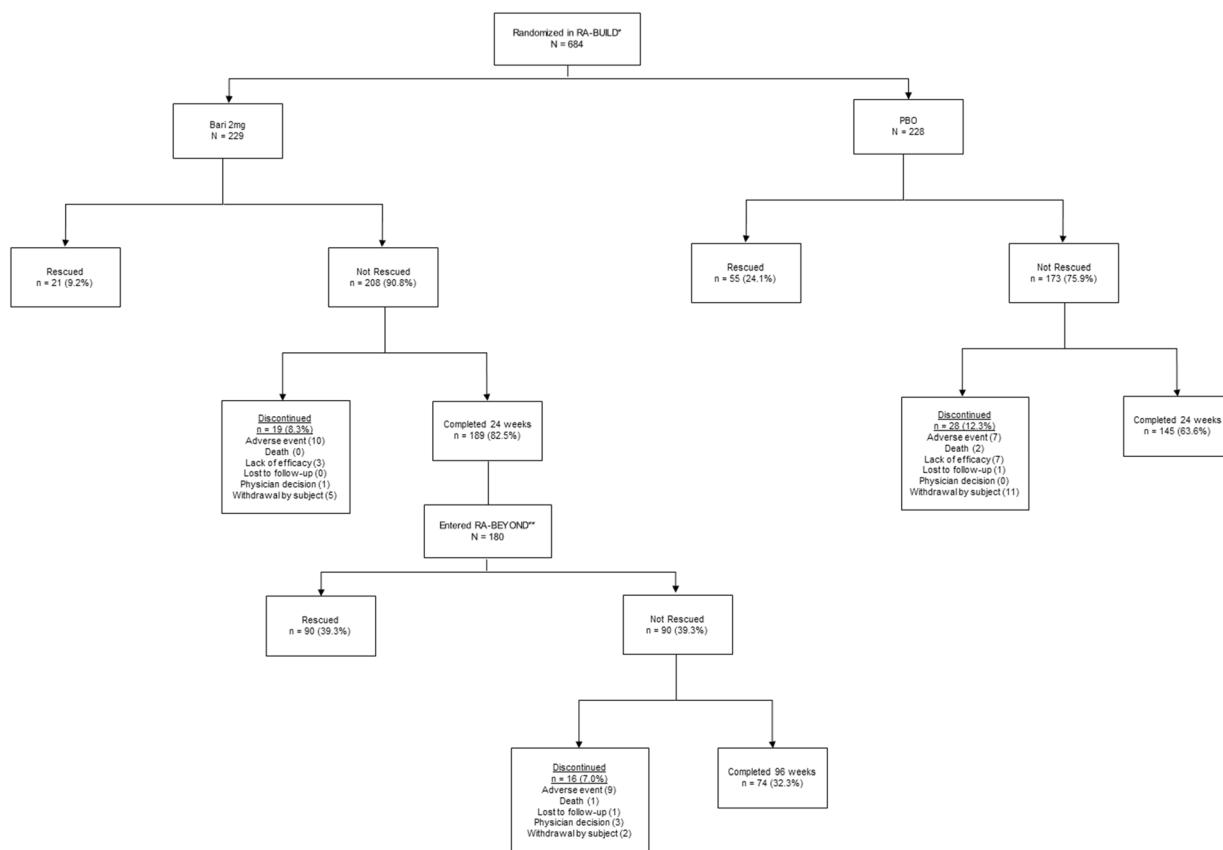 Randomized in RA-BUILD*
N = 684
Bari 2mg
N = 229
PBO
N = 228
Rescued
n = 21 (9.2%)
Not Rescued
n = 208 (90.8%)
Rescued
n = 55 (24.1%)
Not Rescued
n = 173 (75.9%)
Discontinued
n = 19 (8.3%)
Adverse event (10)
Death (0)
Lack of efficacy (3)
Lost to follow-up (0)
Physician decision (1)
Withdrawal by subject (5)
Completed 24 weeks
n = 189 (82.5%)
Discontinued
n = 28 (12.3%)
Adverse event (7)
Death (2)
Lack of efficacy (7)
Lost to follow-up (1)
Physician decision (0)
Withdrawal by subject (11)
Completed 24 weeks
n = 145 (63.6%)
Entered RA-BEYOND**
N = 180
Rescued
n = 90 (39.3%)
Not Rescued
n = 90 (39.3%)
Discontinued
n = 16 (7.0%)
Adverse event (9)
Death (1)
Lost to follow-up (1)
Physician decision (3)
Withdrawal by subject (2)
Completed 96 weeks
n = 74 (32.3%)